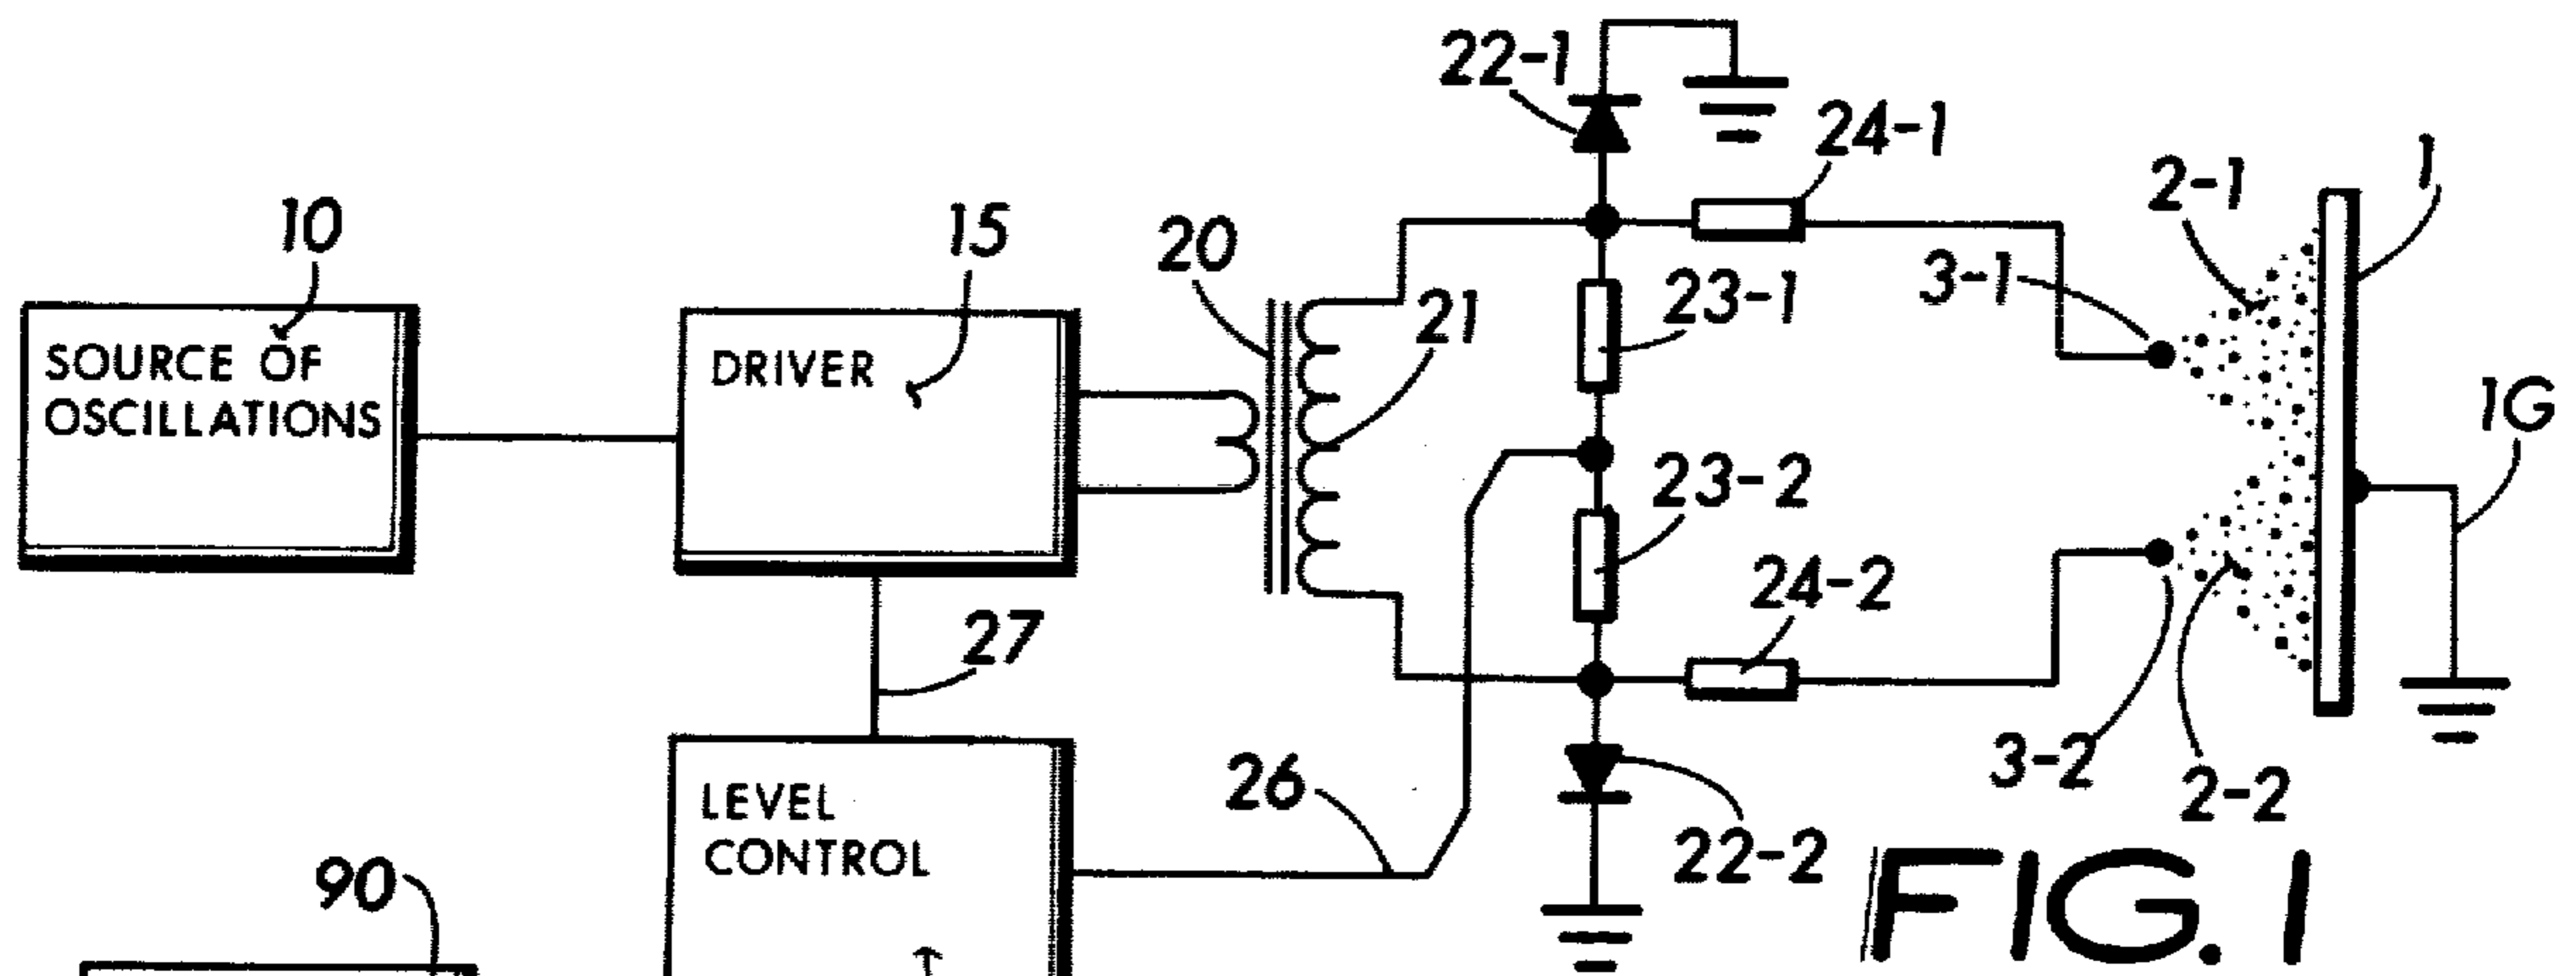 22-1
24-1
2-1
1
10
15
20
3-1
23-1
21
SOURCE OF
OSCILLATIONS
DRIVER
1G
23-2
24-2
27
3-2
2-2
26
LEVEL
CONTROL
22-2
90
FIG. 1